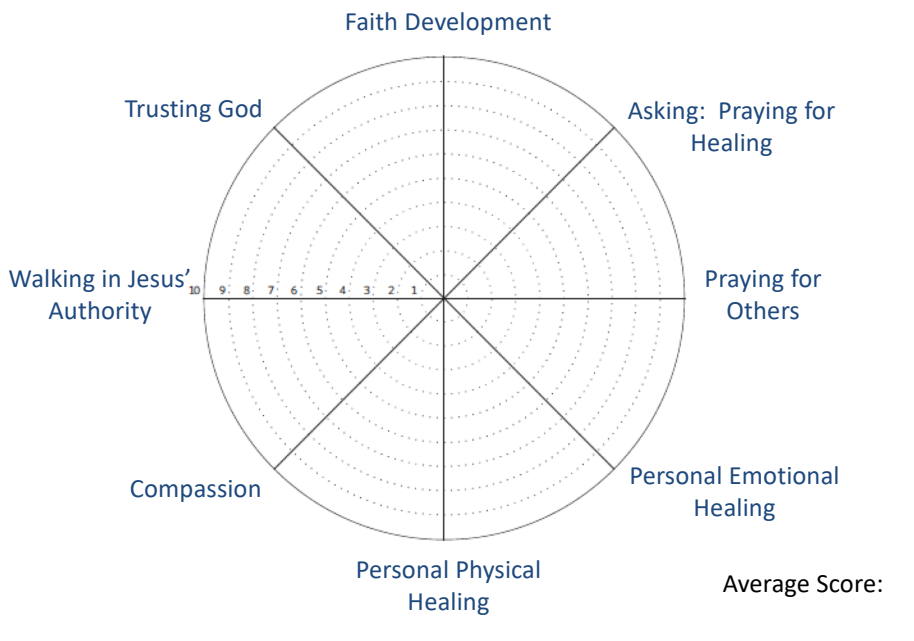 Faith Development
Trusting God
Asking:  Praying for
Healing
Walking in Jesus’
Authority
10 9 8 7 6 5 4 3 2 1
Praying for
Others
Compassion
Personal Emotional
Healing
Personal Physical
Healing
Average Score: